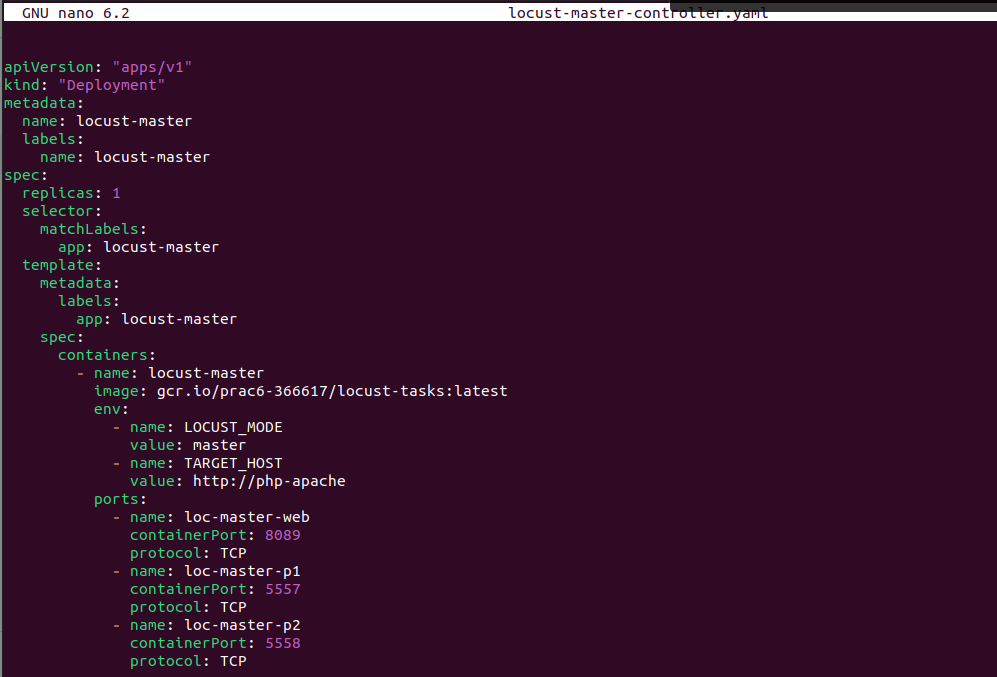 GNU nano 6.2 locust-master-controller.yaml
apiVersion: "apps/v1"
kind: "Deployment"
metadata:
  name: locust-master
  labels:
    name: locust-master
spec:
  replicas: 1
  selector:
    matchLabels:
      app: locust-master
  template:
    metadata:
      labels:
        app: locust-master
    spec:
      containers:
        - name: locust-master
          image: gcr.io/prac6-366617/locust-tasks:latest
          env:
            - name: LOCUST_MODE
              value: master
            - name: TARGET_HOST
              value: http://php-apache
          ports:
            - name: loc-master-web
              containerPort: 8089
              protocol: TCP
            - name: loc-master-p1
              containerPort: 5557
              protocol: TCP
            - name: loc-master-p2
              containerPort: 5558
              protocol: TCP